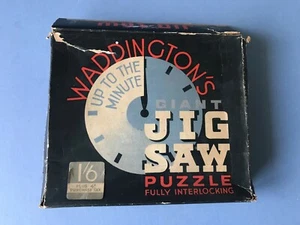 WADDINGTON'S
UP TO THE
MINUTE
GIANT
JIG
SAW
PUZZLE
FULLY INTERLOCKING
1/6